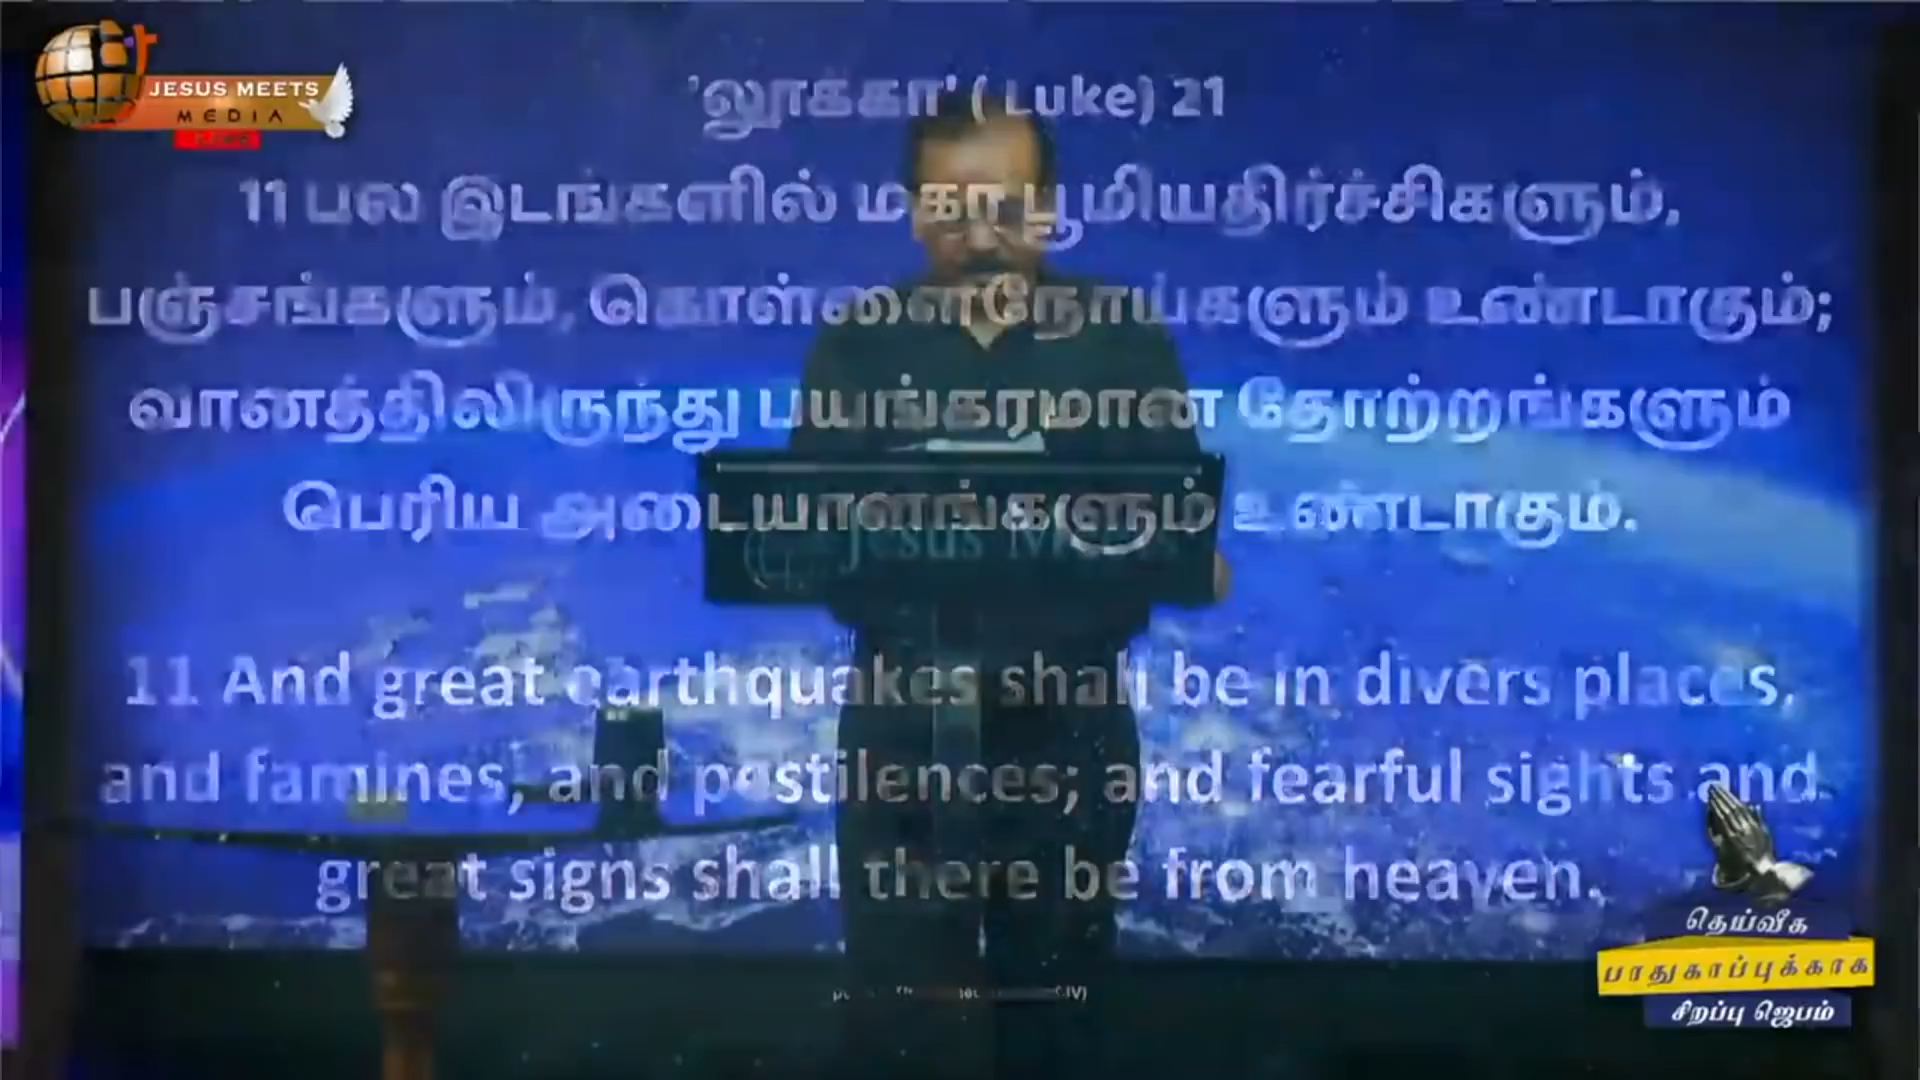 JESUS MEETS
MEDIA
'லூக்கா' ( Luke) 21
11 பல இடங்களில் மகா பூமியதிர்ச்சிகளும்,
பஞ்சங்களும், கொள்ளைநோய்களும் உண்டாகும்;
வானத்திலிருந்து பயங்கரமான தோற்றங்களும்
பெரிய அடையாளங்களும் உண்டாகும்.
Jesus
11 And great earthquakes shall be in divers places,
and famines, and pestilences; and fearful sights and
great signs shall there be from heaven.
தெய்வீக
பாதுகாப்புக்காக
சிறப்பு ஜெபம்